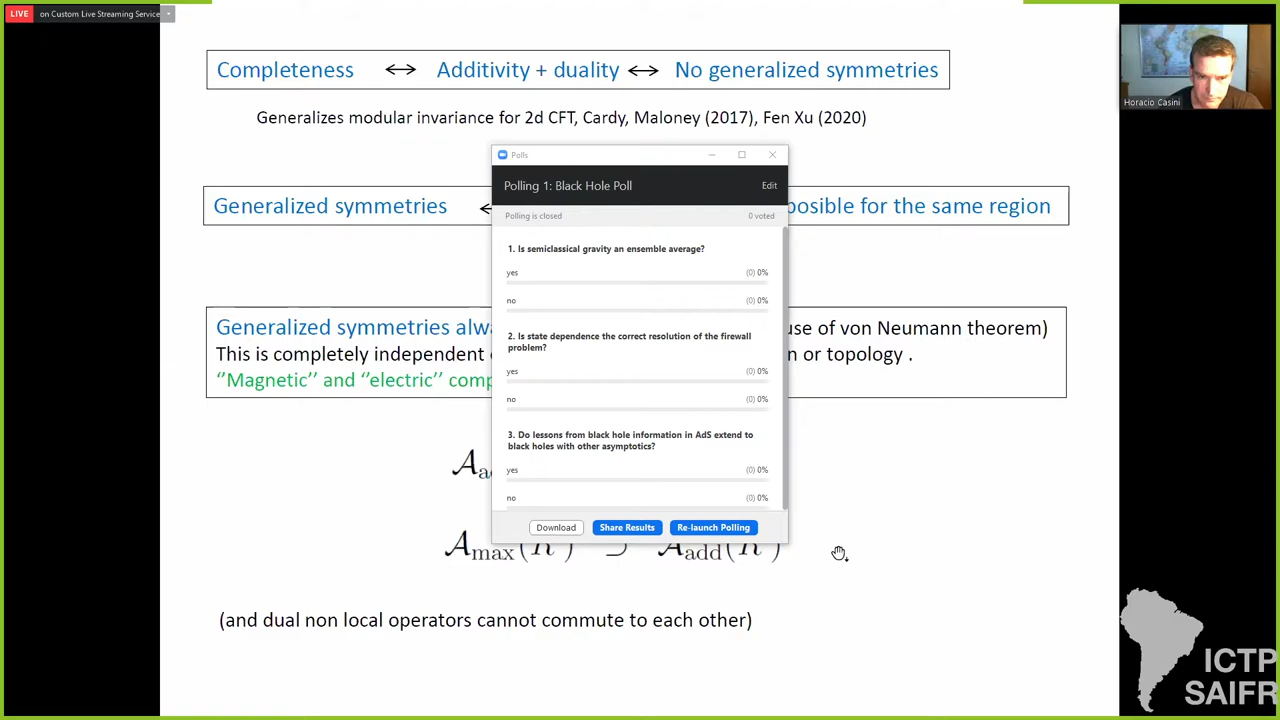 LIVE on Custom Live Streaming Service
Completeness ↔ Additivity + duality ↔ No generalized symmetries
Horacio Casini
Generalizes modular invariance for 2d CFT, Cardy, Maloney (2017), Fen Xu (2020)
Polls
Polling 1: Black Hole Poll Edit
Generalized symmetries posible for the same region
Polling is closed 0 voted
1. Is semiclassical gravity an ensemble average?
yes (0) 0%
no (0) 0%
Generalized symmetries use of von Neumann theorem)
2. Is state dependence the correct resolution of the firewall
problem?
This is completely independent or topology .
yes (0) 0%
"Magnetic" and "electric"
no (0) 0%
3. Do lessons from black hole information in AdS extend to
black holes with other asymptotics?
yes (0) 0%
no (0) 0%
Download Share Results Re-launch Polling
(and dual non local operators cannot commute to each other)
ICTP
SAIFR